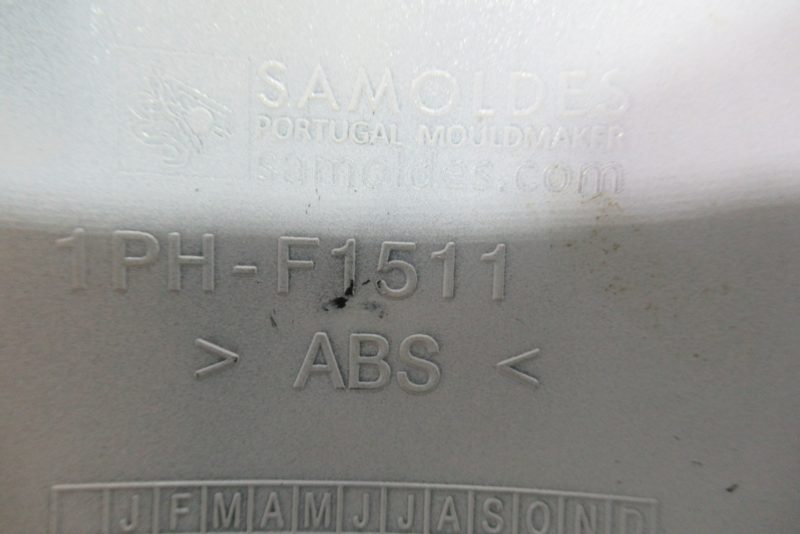 SAMOLDES
PORTUGAL MOULDMAKER
samoldes.com
1PH-F1511
> ABS <
J F M A M J J A S O N D